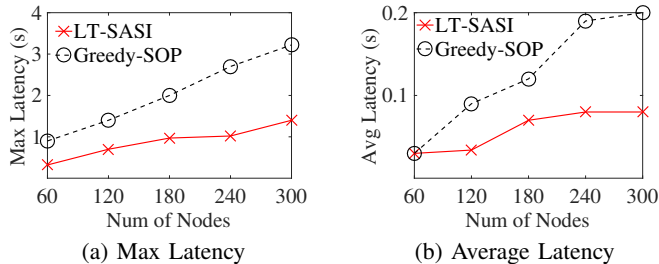 Max Latency (s)
4
3
2
1
LT-SASI
Greedy-SOP
60 120 180 240 300
Num of Nodes
(a) Max Latency
Avg Latency (s)
0.2
0.1
LT-SASI
Greedy-SOP
60 120 180 240 300
Num of Nodes
(b) Average Latency